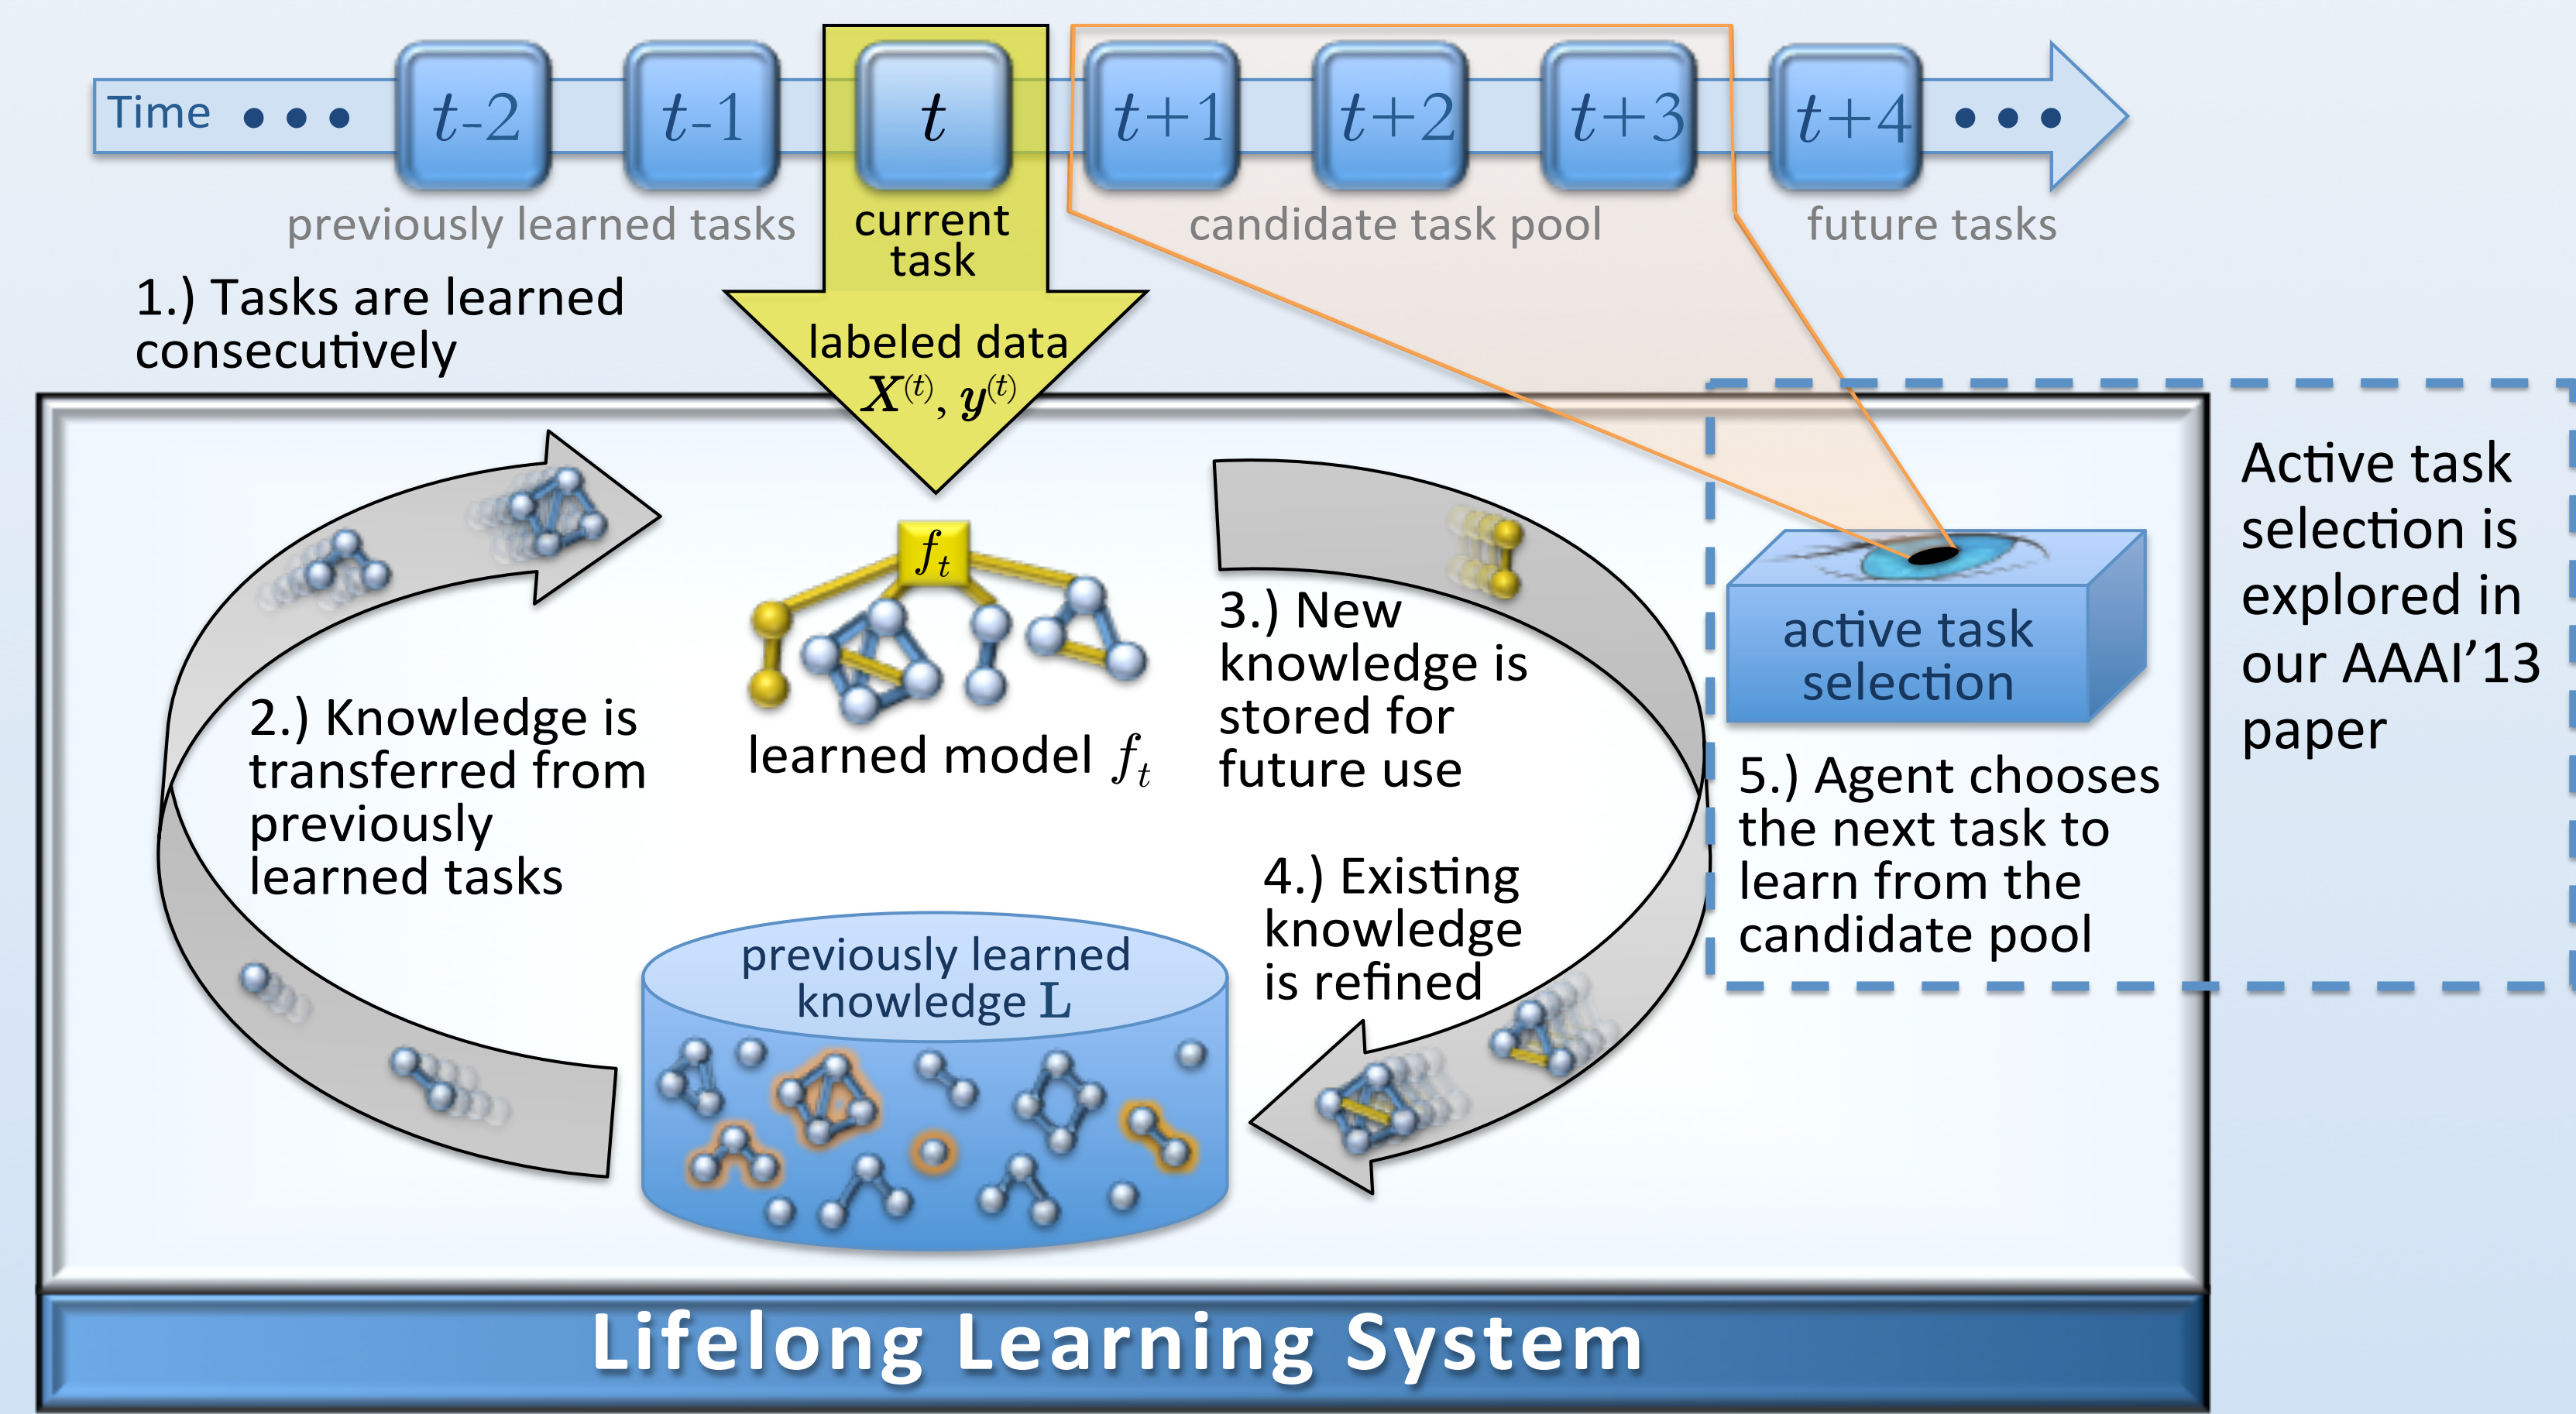 Time • • • t-2 t-1 t t+1 t+2 t+3 t+4 • • •
previously learned tasks
current
task
candidate task pool
future tasks
1.) Tasks are learned
consecutively
labeled data
X(t), y(t)
2.) Knowledge is
transferred from
previously
learned tasks
ft
learned model ft
3.) New
knowledge is
stored for
future use
4.) Existing
knowledge
is refined
previously learned
knowledge L
active task
selection
5.) Agent chooses
the next task to
learn from the
candidate pool
Active task
selection is
explored in
our AAAI’13
paper
Lifelong Learning System